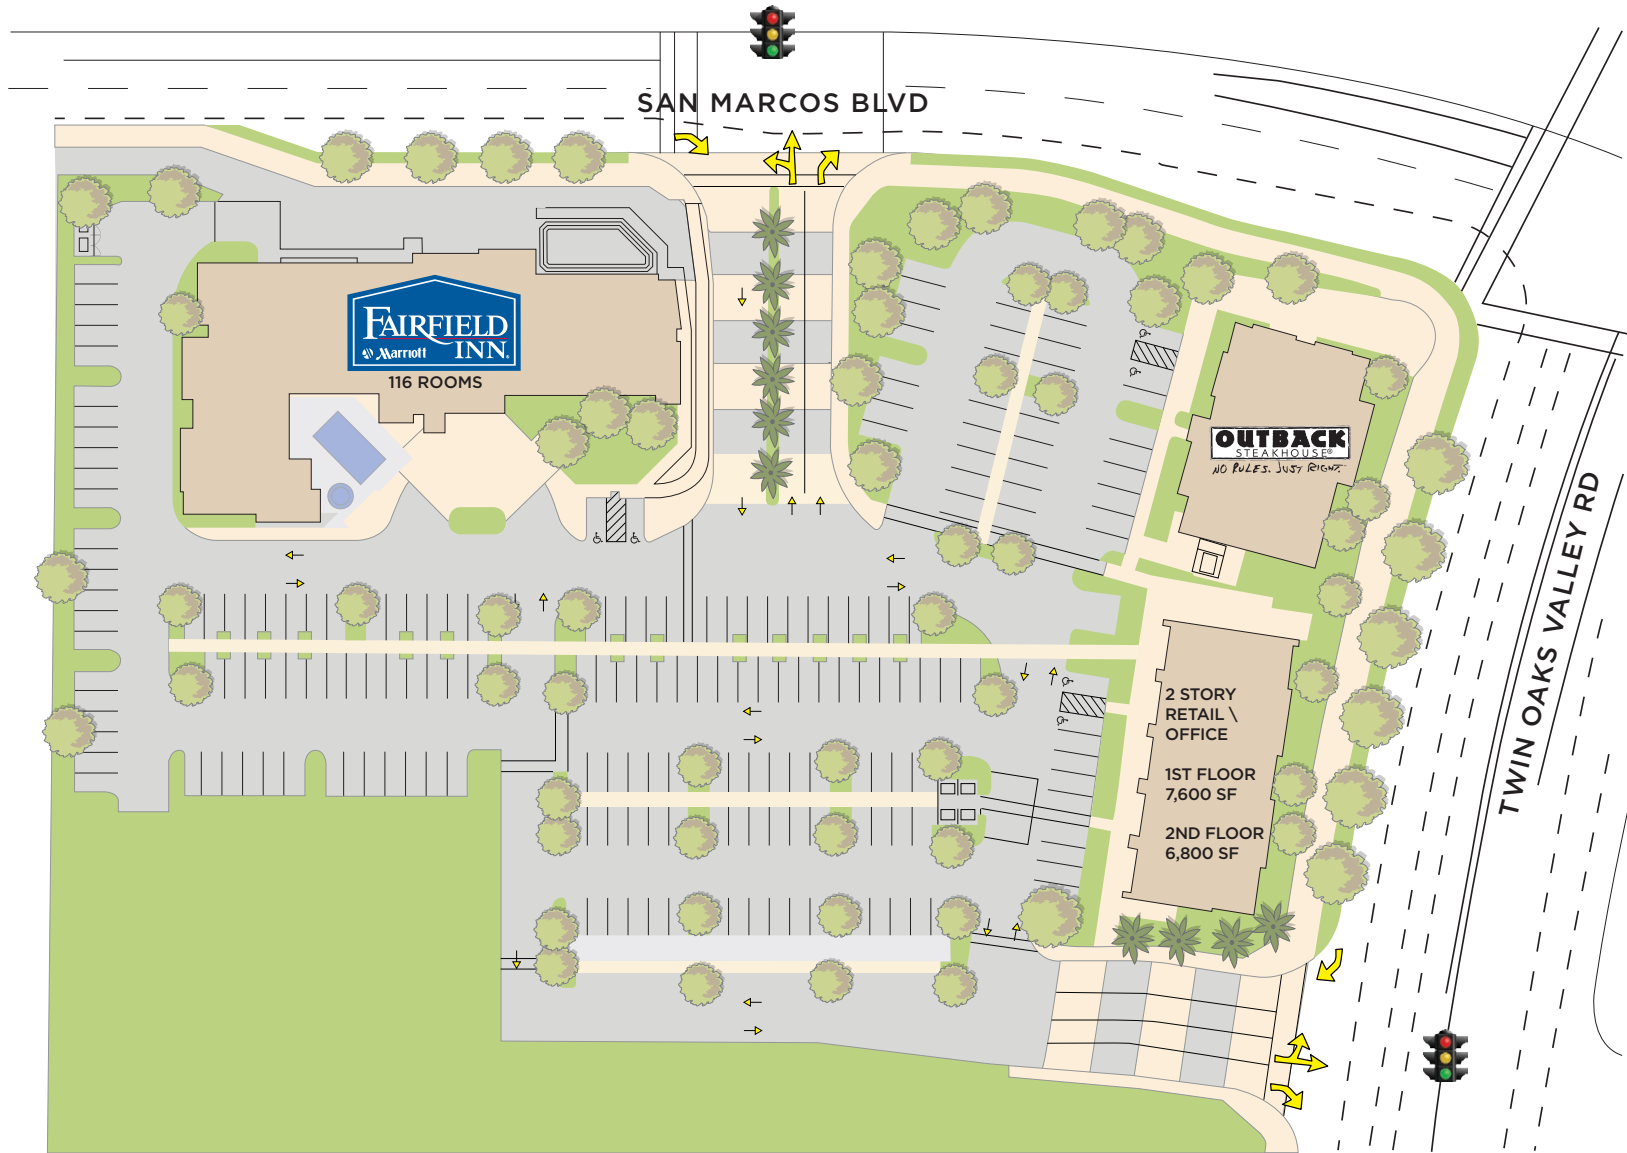 SAN MARCOS BLVD
FAIRFIELD
INN
Marriott
116 ROOMS
OUTBACK
STEAKHOUSE®
NO RULES. JUST RIGHT.
TWIN OAKS VALLEY RD
2 STORY
RETAIL \
OFFICE
1ST FLOOR
7,600 SF
2ND FLOOR
6,800 SF